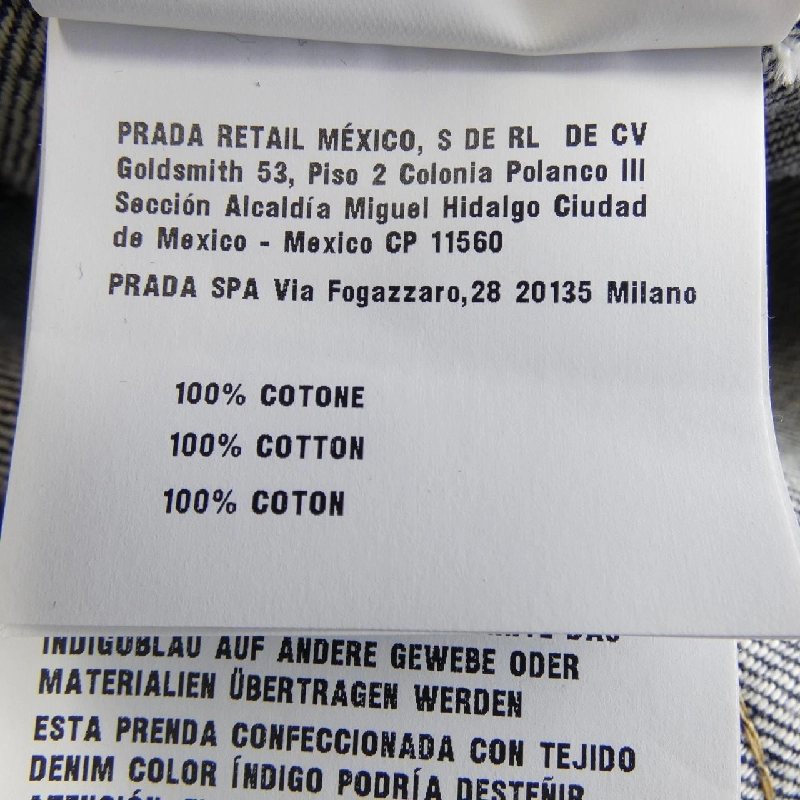 PRADA RETAIL MÉXICO, S DE RL DE CV
Goldsmith 53, Piso 2 Colonia Polanco III
Sección Alcaldía Miguel Hidalgo Ciudad
de Mexico - Mexico CP 11560
PRADA SPA Via Fogazzaro,28 20135 Milano
100% COTONE
100% COTTON
100% COTON
INDIGOBLAU AUF ANDERE GEWEBE ODER
MATERIALIEN ÜBERTRAGEN WERDEN
ESTA PRENDA CONFECCIONADA CON TEJIDO
DENIM COLOR ÍNDIGO PODRÍA DESTEÑIR